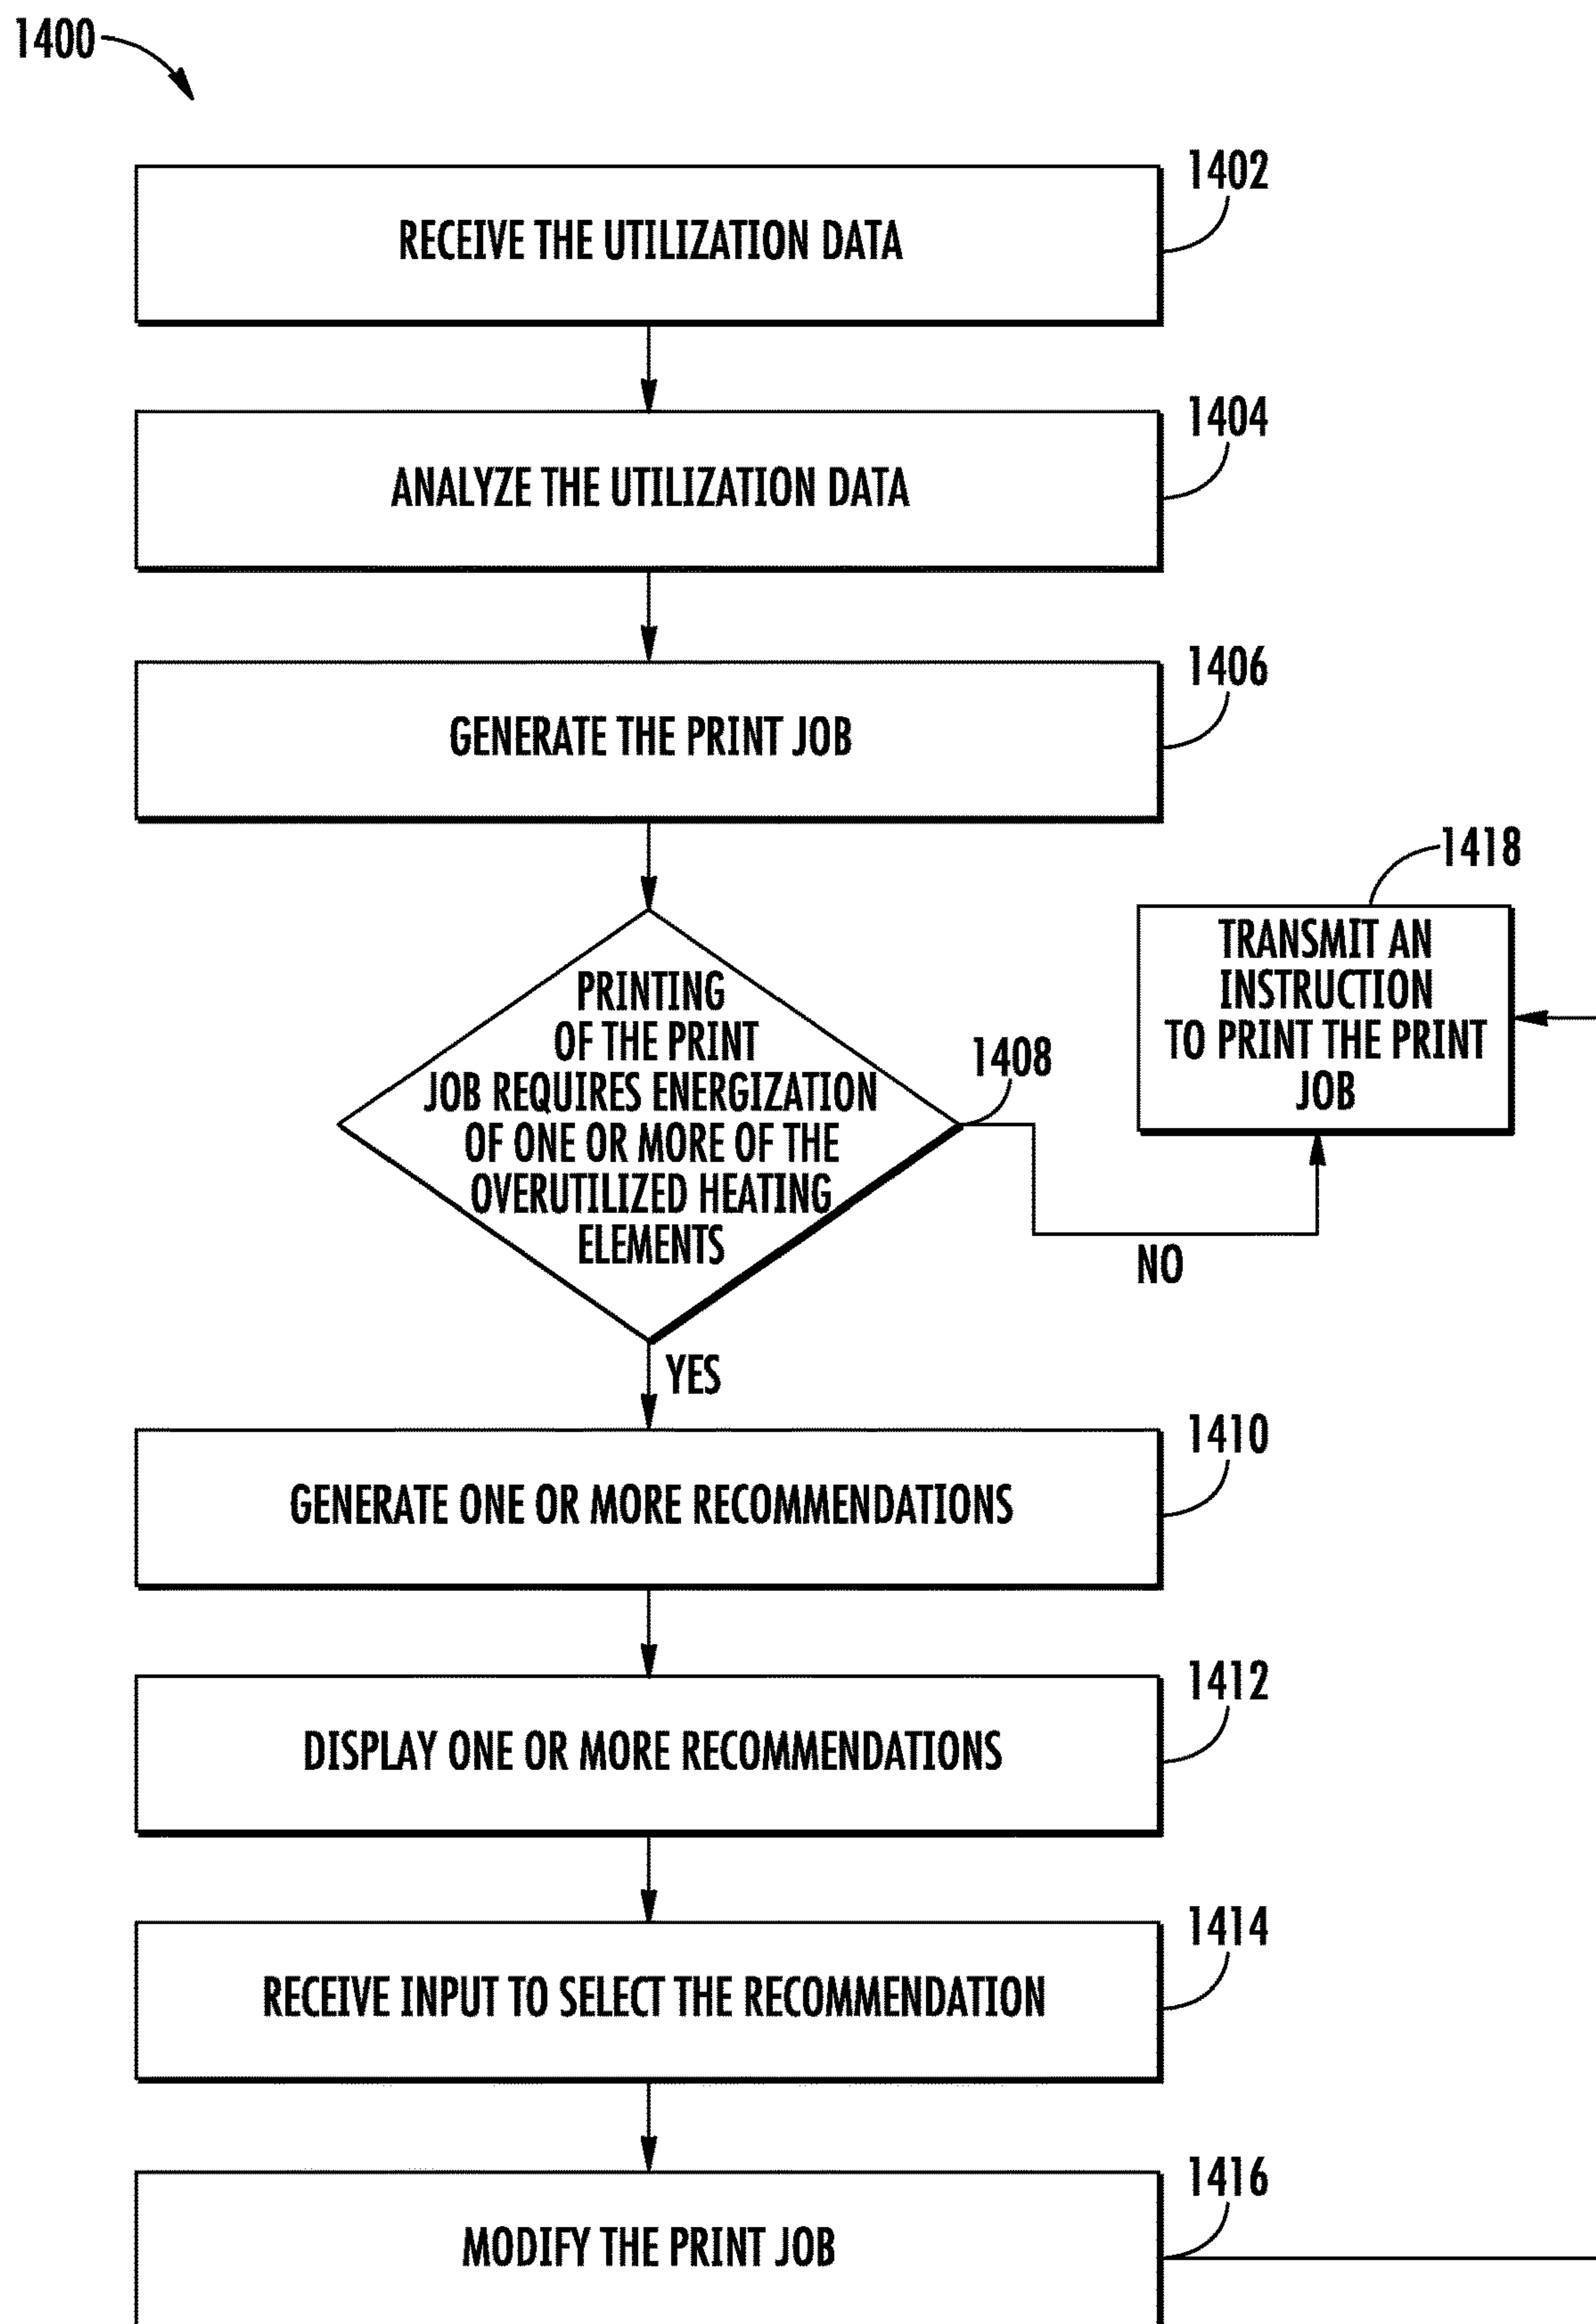 1400
1402
RECEIVE THE UTILIZATION DATA
1404
ANALYZE THE UTILIZATION DATA
1406
GENERATE THE PRINT JOB
1418
TRANSMIT AN
INSTRUCTION
TO PRINT THE PRINT
JOB
PRINTING
OF THE PRINT
JOB REQUIRES ENERGIZATION
OF ONE OR MORE OF THE
OVERUTILIZED HEATING
ELEMENTS
1408
NO
YES
1410
GENERATE ONE OR MORE RECOMMENDATIONS
1412
DISPLAY ONE OR MORE RECOMMENDATIONS
1414
RECEIVE INPUT TO SELECT THE RECOMMENDATION
1416
MODIFY THE PRINT JOB